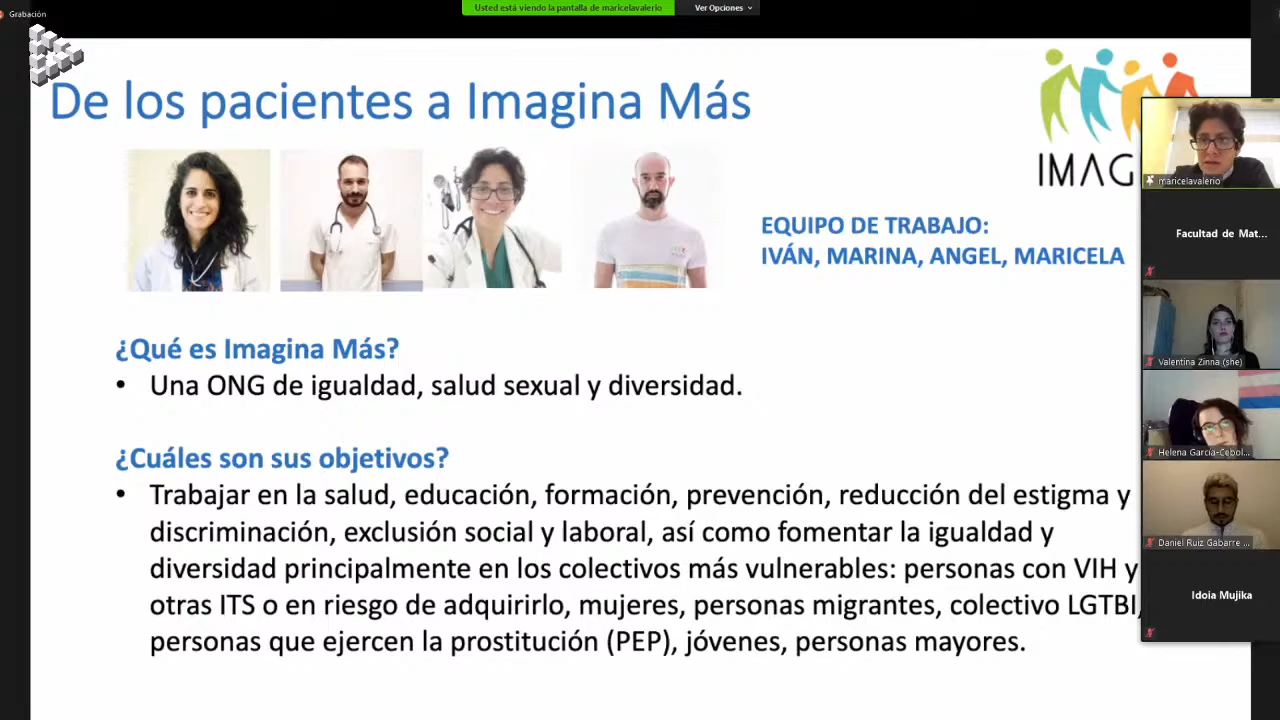 Grabación
Usted está viendo la pantalla de maricelavalerio
Ver Opciones
De los pacientes a Imagina Más
IMAG
EQUIPO DE TRABAJO:
IVÁN, MARINA, ANGEL, MARICELA
¿Qué es Imagina Más?
• Una ONG de igualdad, salud sexual y diversidad.
¿Cuáles son sus objetivos?
• Trabajar en la salud, educación, formación, prevención, reducción del estigma y
discriminación, exclusión social y laboral, así como fomentar la igualdad y
diversidad principalmente en los colectivos más vulnerables: personas con VIH y
otras ITS o en riesgo de adquirirlo, mujeres, personas migrantes, colectivo LGTBI,
personas que ejercen la prostitución (PEP), jóvenes, personas mayores.
maricelavalerio
Facultad de Mat...
Valentina Zinna (she)
Helena García-Cebol...
Daniel Ruiz Gabarre ...
Idoia Mujika